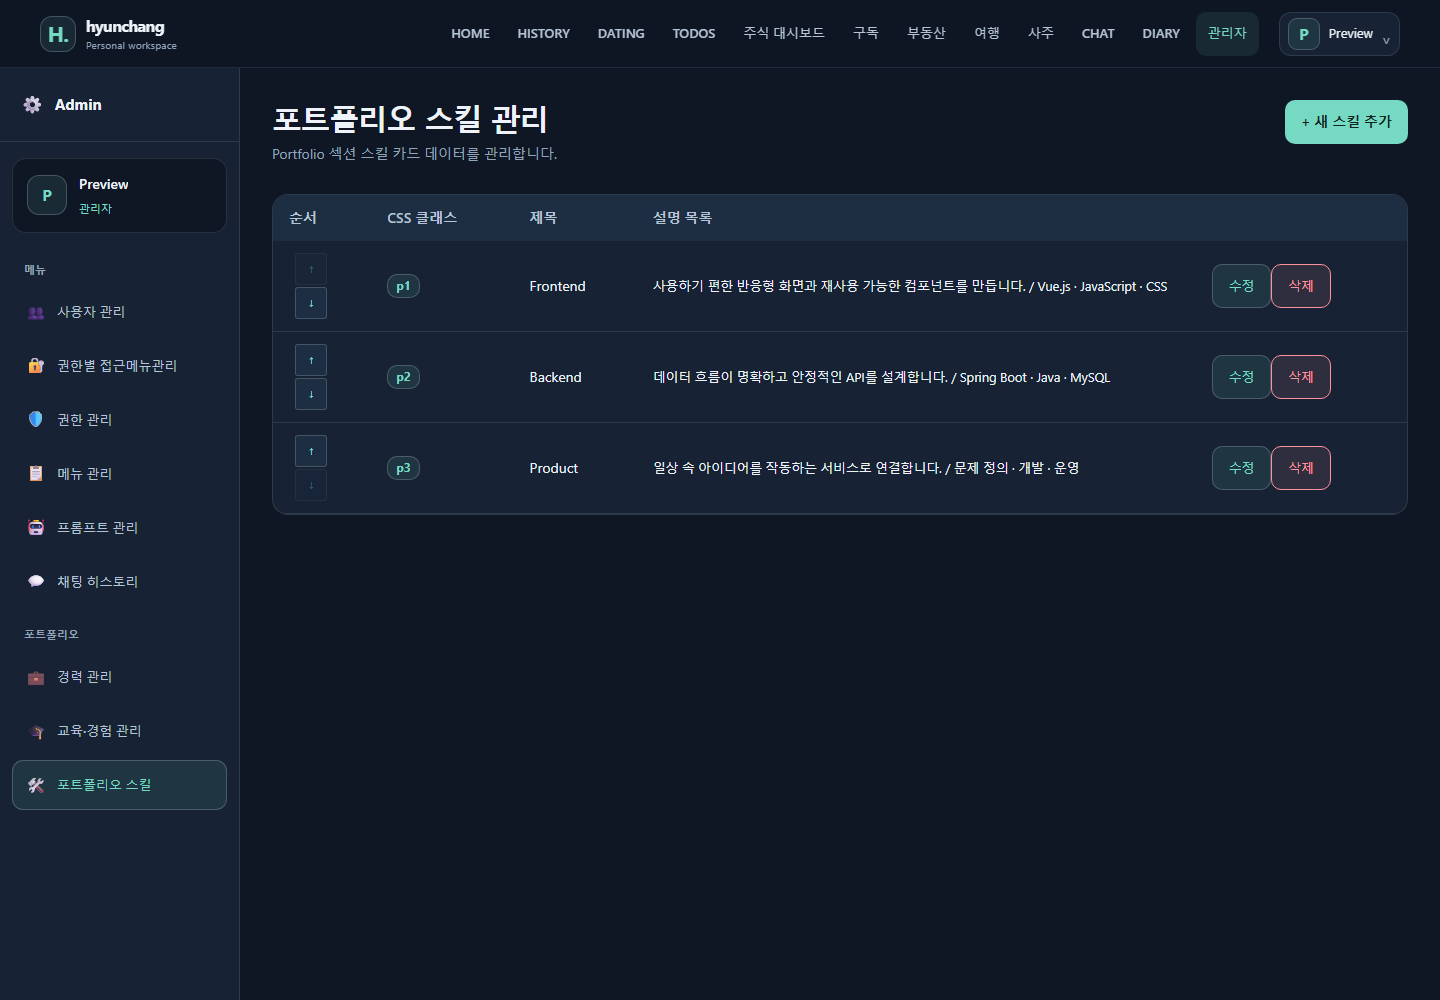 H.
hyunchang
Personal workspace
HOME HISTORY DATING TODOS 주식 대시보드 구독 부동산 여행 사주 CHAT DIARY 관리자
P Preview v
Admin
P
Preview
관리자
메뉴
사용자 관리
권한별 접근메뉴관리
권한 관리
메뉴 관리
프롬프트 관리
채팅 히스토리
포트폴리오
경력 관리
교육·경험 관리
포트폴리오 스킬
포트폴리오 스킬 관리
Portfolio 섹션 스킬 카드 데이터를 관리합니다.
+ 새 스킬 추가
순서 CSS 클래스 제목 설명 목록
↑
↓
p1 Frontend 사용하기 편한 반응형 화면과 재사용 가능한 컴포넌트를 만듭니다. / Vue.js · JavaScript · CSS 수정 삭제
↑
↓
p2 Backend 데이터 흐름이 명확하고 안정적인 API를 설계합니다. / Spring Boot · Java · MySQL 수정 삭제
↑
↓
p3 Product 일상 속 아이디어를 작동하는 서비스로 연결합니다. / 문제 정의 · 개발 · 운영 수정 삭제